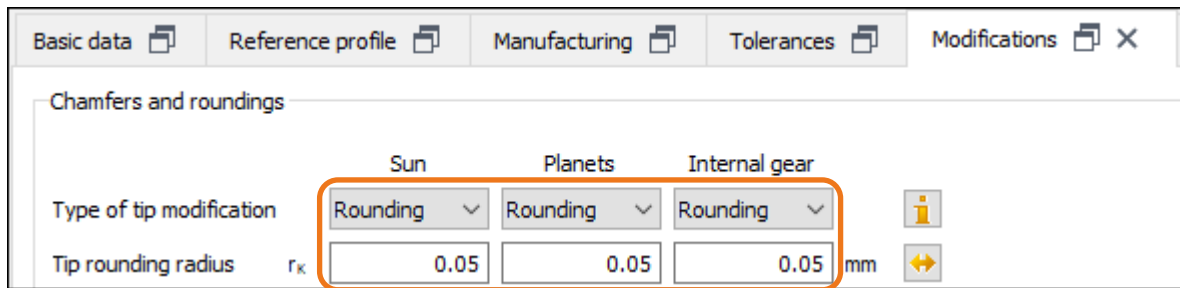 Basic data Reference profile Manufacturing Tolerances Modifications
Chamfers and roundings
Sun Planets Internal gear
Type of tip modification Rounding Rounding Rounding
Tip rounding radius rK 0.05 0.05 0.05 mm